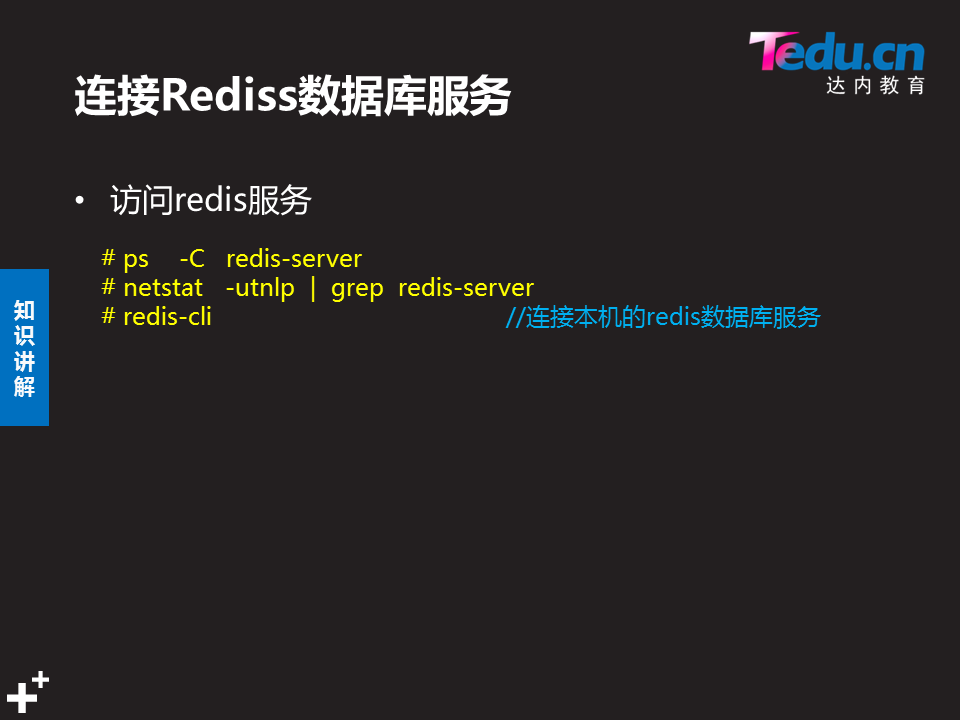 Tedu.cn
达内教育
连接Rediss数据库服务
• 访问redis服务
# ps -C redis-server
# netstat -utnlp | grep redis-server
# redis-cli //连接本机的redis数据库服务
知
识
讲
解